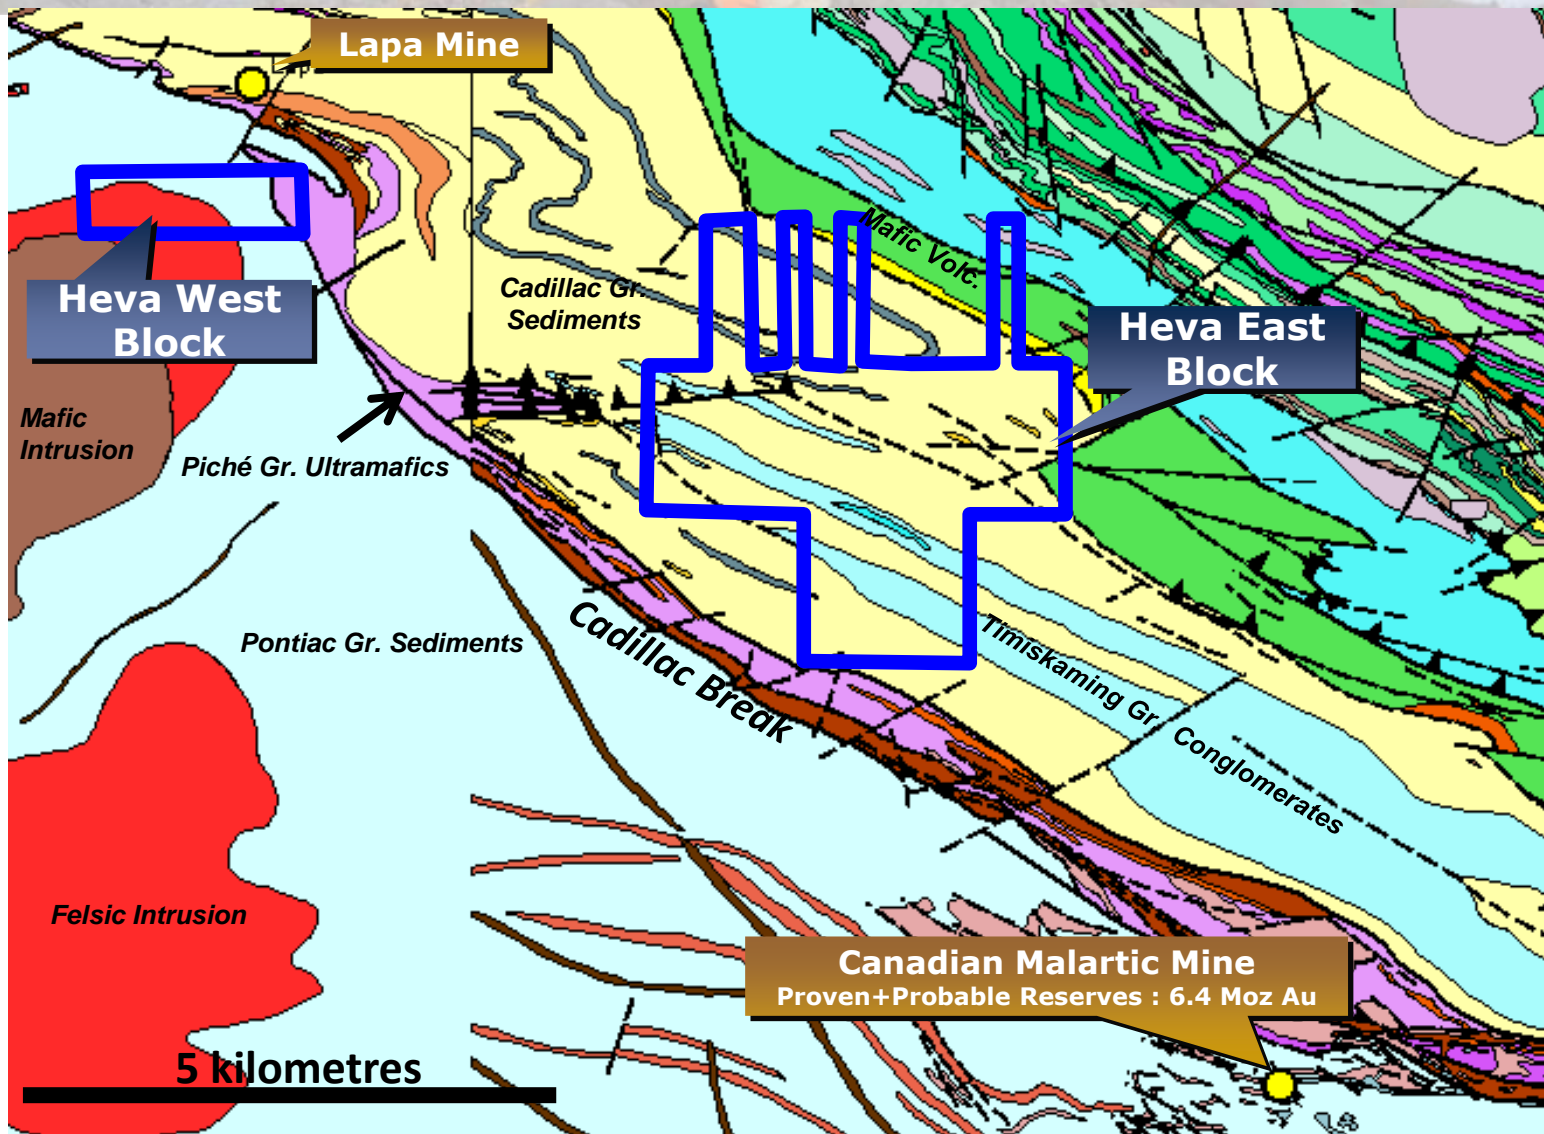 Lapa Mine
Mafic Volc.
Cadillac Gr.
Sediments
Heva West
Block
Heva East
Block
Mafic
Intrusion
Piché Gr. Ultramafics
Pontiac Gr. Sediments
Cadillac Break
Timiskaming Gr. Conglomerates
Felsic Intrusion
Canadian Malartic Mine
Proven+Probable Reserves : 6.4 Moz Au
5 kilometres